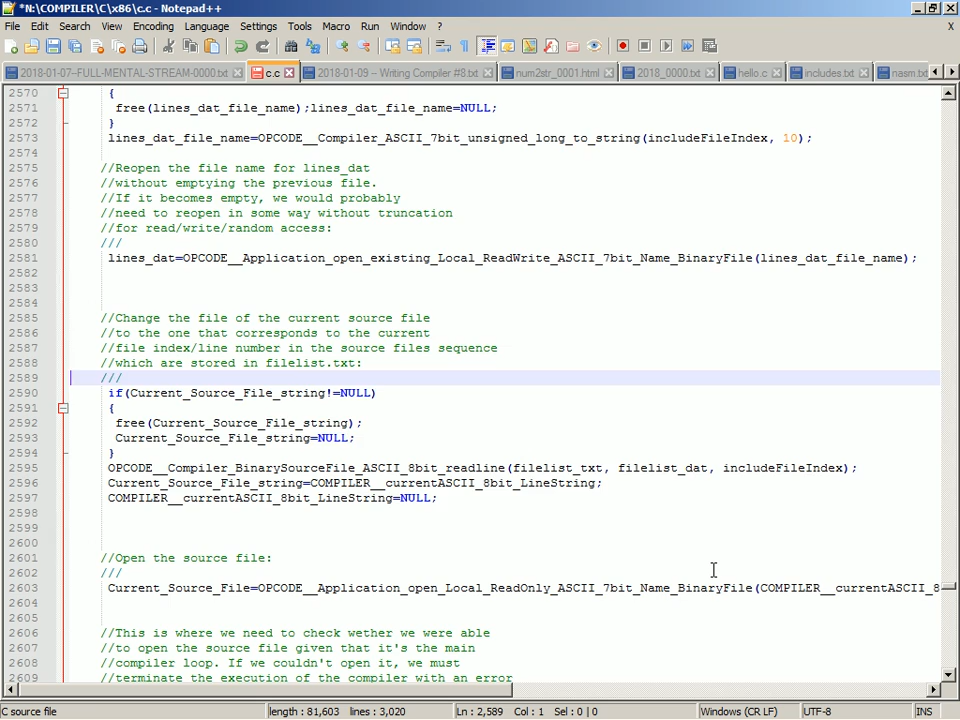 *N:\COMPILER\C\x86\c.c - Notepad++
File Edit Search View Encoding Language Settings Tools Macro Run Window ?
X
2018-01-07-FULL-MENTAL-STREAM-0000.txt c.c 2018-01-09 -- Writing Compiler #8.txt num2str_0001.html 2018_0000.txt hello.c includes.txt nasm.tx
2570 {
2571 free(lines_dat_file_name);lines_dat_file_name=NULL;
2572 }
2573 lines_dat_file_name=OPCODE__Compiler_ASCII_7bit_unsigned_long_to_string(includeFileIndex, 10);
2574
2575 //Reopen the file name for lines_dat
2576 //without emptying the previous file.
2577 //If it becomes empty, we would probably
2578 //need to reopen in some way without truncation
2579 //for read/write/random access:
2580 ///
2581 lines_dat=OPCODE__Application_open_existing_Local_ReadWrite_ASCII_7bit_Name_BinaryFile(lines_dat_file_name);
2582
2583
2584
2585 //Change the file of the current source file
2586 //to the one that corresponds to the current
2587 //file index/line number in the source files sequence
2588 //which are stored in filelist.txt:
2589 ///
2590 if(Current_Source_File_string!=NULL)
2591 {
2592 free(Current_Source_File_string);
2593 Current_Source_File_string=NULL;
2594 }
2595 OPCODE__Compiler_BinarySourceFile_ASCII_8bit_readline(filelist_txt, filelist_dat, includeFileIndex);
2596 Current_Source_File_string=COMPILER__currentASCII_8bit_LineString;
2597 COMPILER__currentASCII_8bit_LineString=NULL;
2598
2599
2600
2601 //Open the source file:
2602 ///
2603 Current_Source_File=OPCODE__Application_open_Local_ReadOnly_ASCII_7bit_Name_BinaryFile(COMPILER__currentASCII_8
2604
2605
2606 //This is where we need to check wether we were able
2607 //to open the source file given that it's the main
2608 //compiler loop. If we couldn't open it, we must
2609 //terminate the execution of the compiler with an error
C source file length : 81,603 lines : 3,020 Ln : 2,589 Col : 1 Sel : 0 | 0 Windows (CR LF) UTF-8 INS